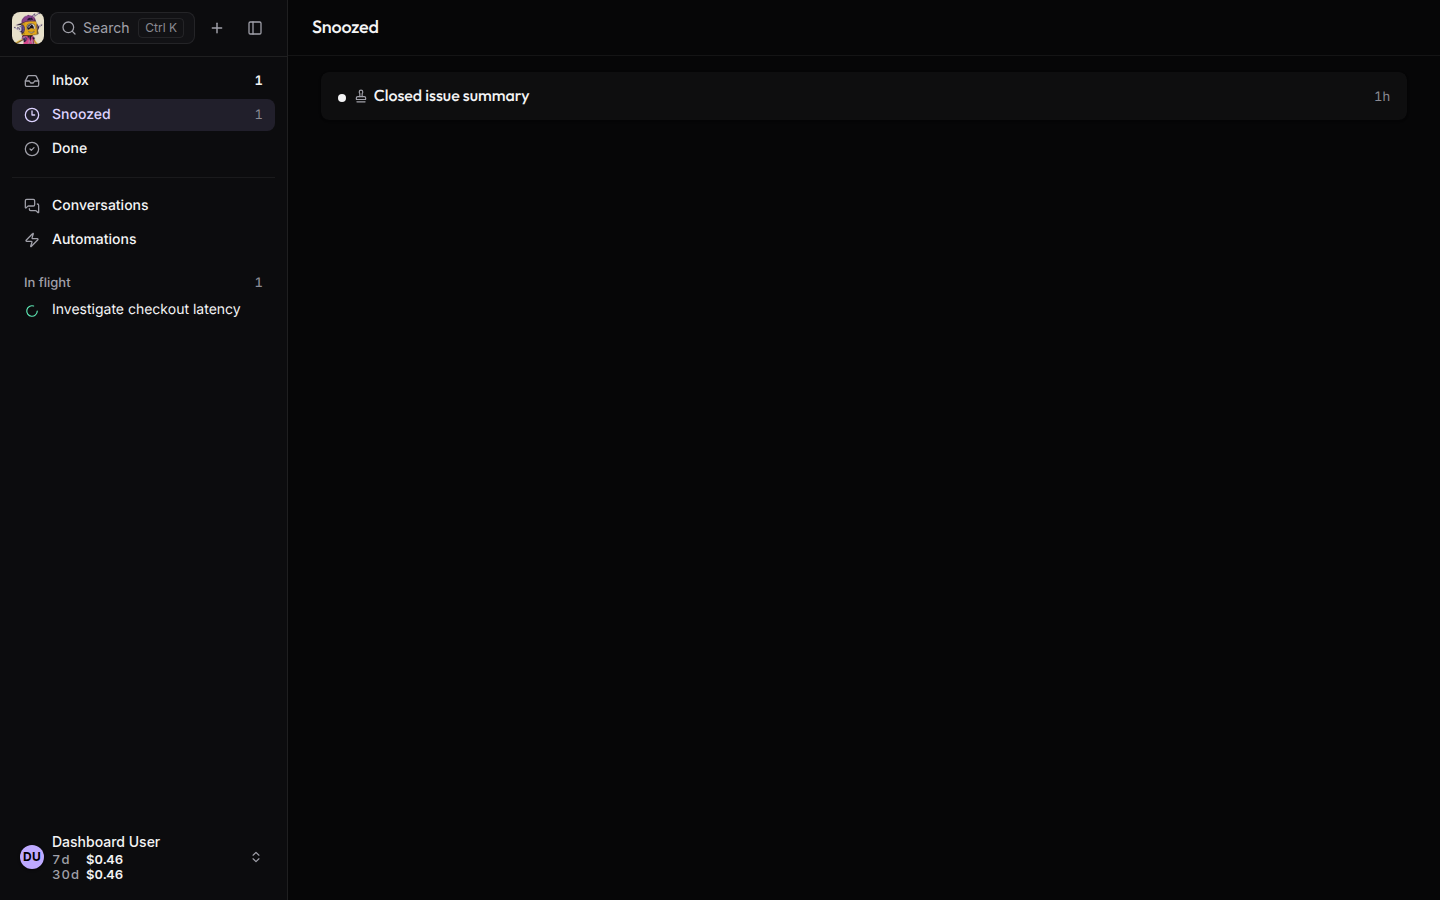 Search Ctrl K
Inbox 1
Snoozed 1
Done
Conversations
Automations
In flight 1
Investigate checkout latency
DU
Dashboard User
7d $0.46
30d $0.46
Snoozed
Closed issue summary 1h